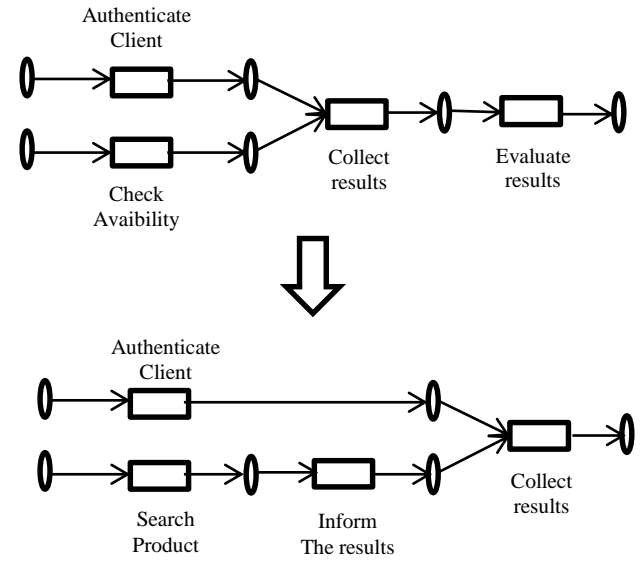 Authenticate
Client
Collect
results
Evaluate
results
Check
Avaibility
Authenticate
Client
Collect
results
Search
Product
Inform
The results